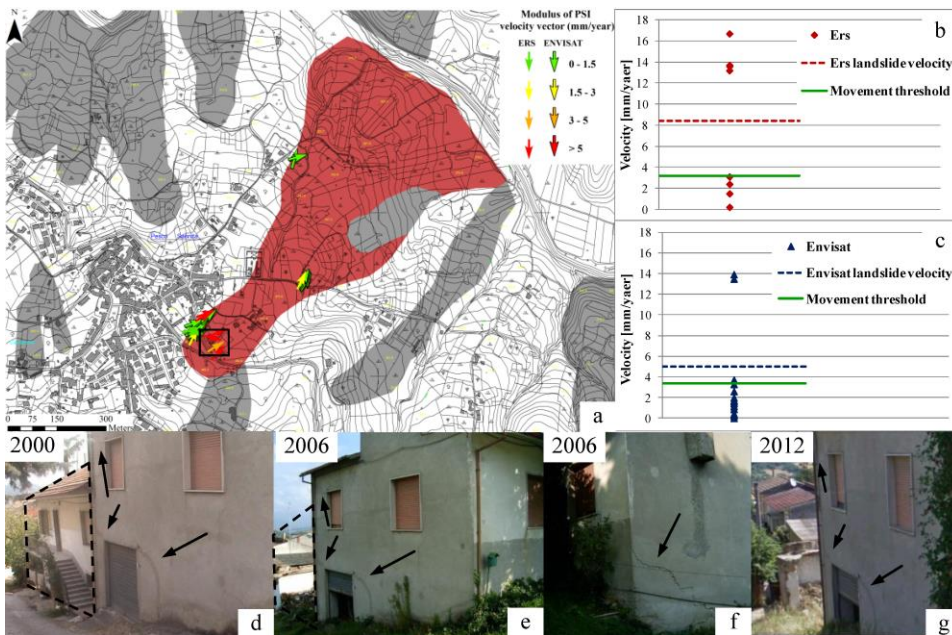 Modulus of PSI
velocity vector (mm/year)
ERS ENVISAT
0 - 1.5
1.5 - 3
3 - 5
> 5
0 75 150 300
Meters
a
b
Velocity [mm/yaer]
18
16
14
12
10
8
6
4
2
0
Ers
Ers landslide velocity
Movement threshold
c
Velocity [mm/yaer]
18
16
14
12
10
8
6
4
2
0
Envisat
Envisat landslide velocity
Movement threshold
2000
d
2006
e
2006
f
2012
g